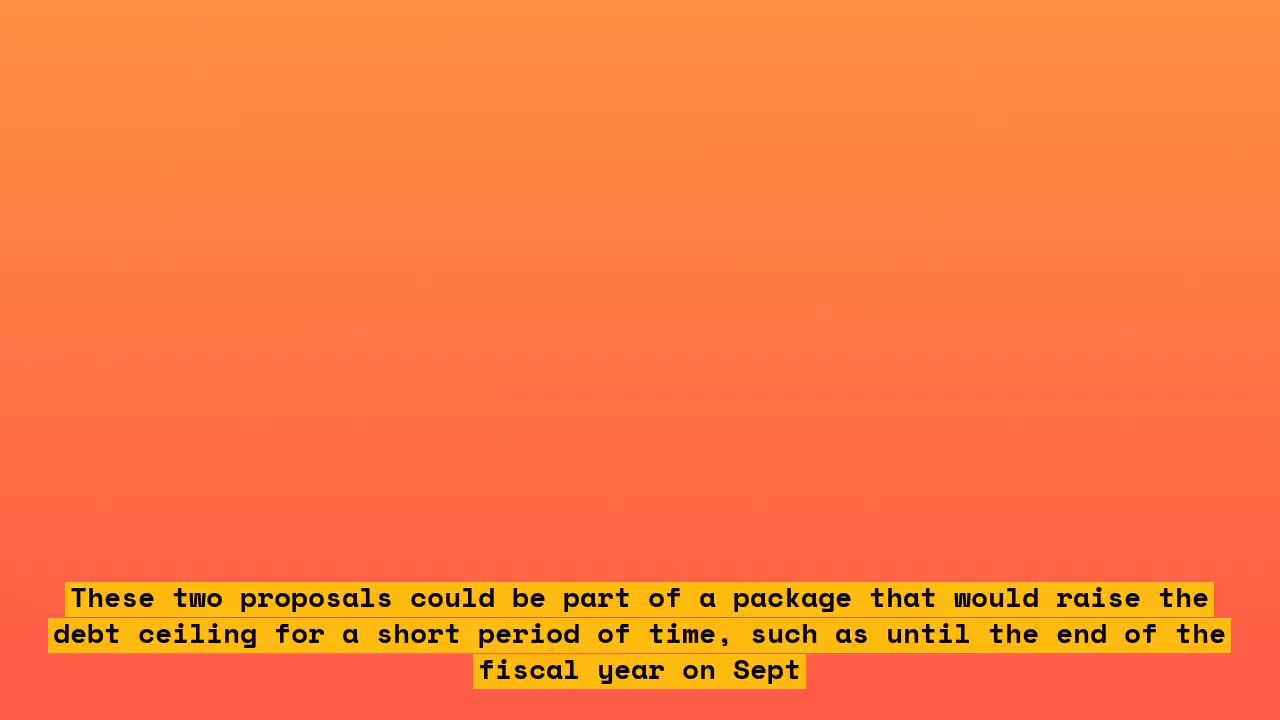 These two proposals could be part of a package that would raise the
debt ceiling for a short period of time, such as until the end of the
fiscal year on Sept